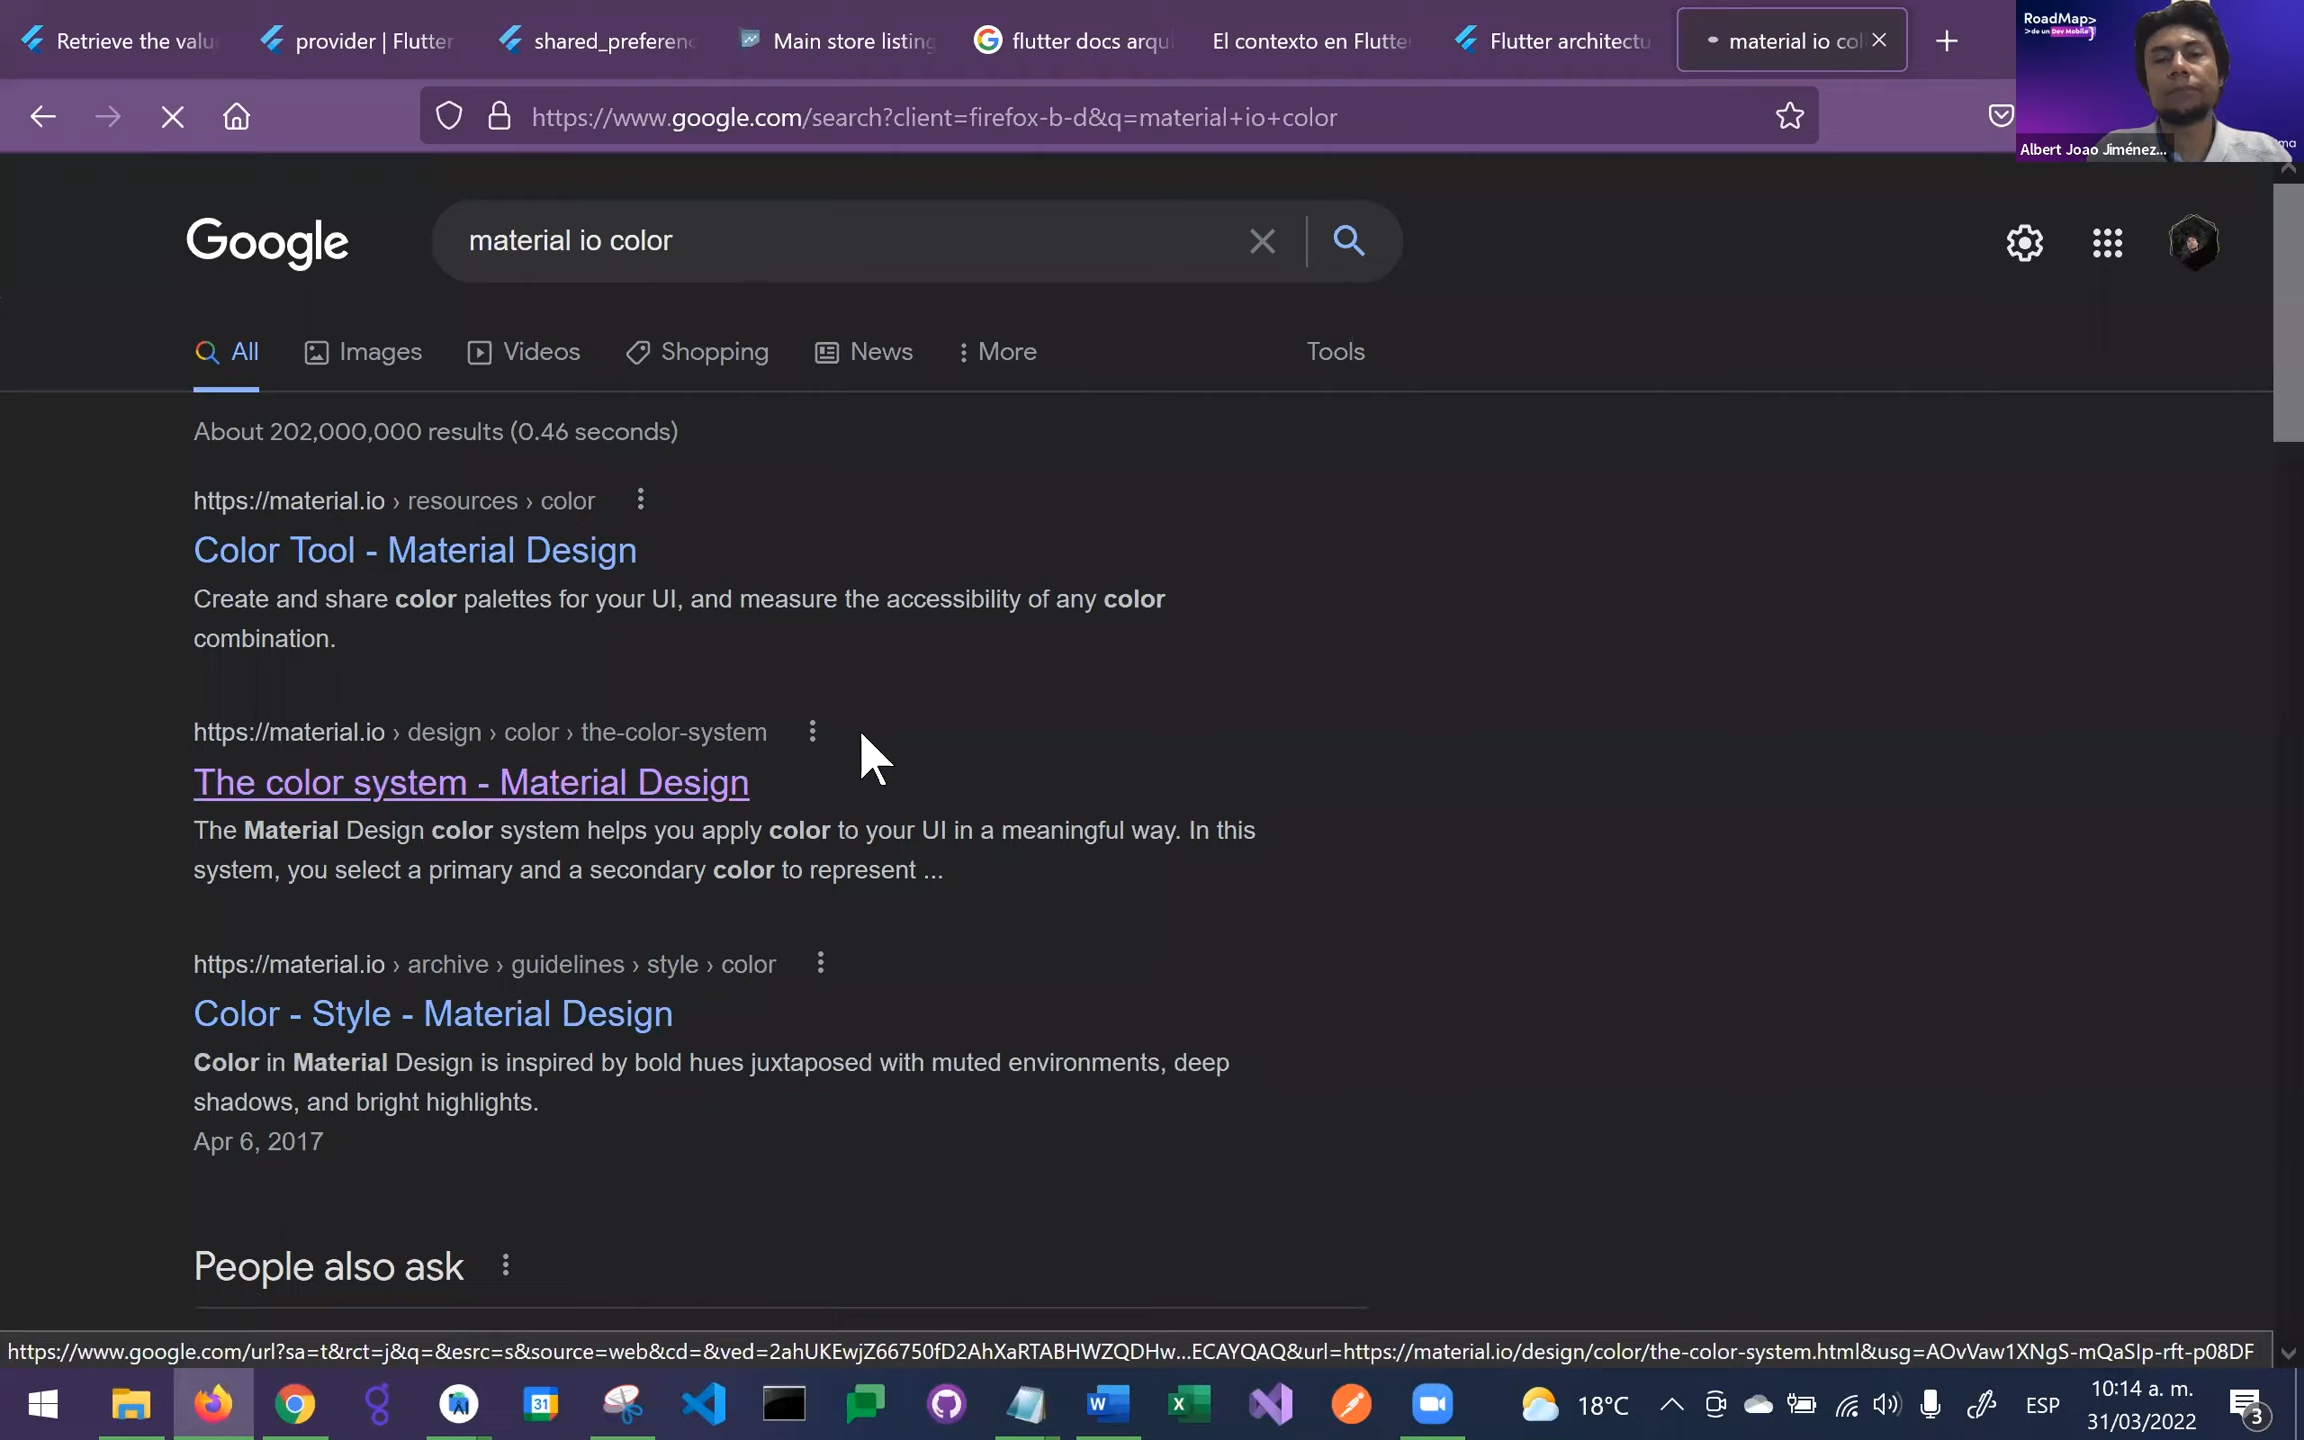 Retrieve the valu
provider | Flutter
shared_preferenc
Main store listing
flutter docs arqu
El contexto en Flutte
Flutter architectu
material io col
https://www.google.com/search?client=firefox-b-d&q=material+io+color
RoadMap>
>de un Dev Mobile
Albert Joao Jiménez...
Google
material io color
All
Images
Videos
Shopping
News
More
Tools
About 202,000,000 results (0.46 seconds)
https://material.io › resources › color
Color Tool - Material Design
Create and share color palettes for your UI, and measure the accessibility of any color
combination.
https://material.io › design › color › the-color-system
The color system - Material Design
The Material Design color system helps you apply color to your UI in a meaningful way. In this
system, you select a primary and a secondary color to represent ...
https://material.io › archive › guidelines › style › color
Color - Style - Material Design
Color in Material Design is inspired by bold hues juxtaposed with muted environments, deep
shadows, and bright highlights.
Apr 6, 2017
People also ask
https://www.google.com/url?sa=t&rct=j&q=&esrc=s&source=web&cd=&ved=2ahUKEwjZ66750fD2AhXaRTABHWZQDHw...ECAYQAQ&url=https://material.io/design/color/the-color-system.html&usg=AOvVaw1XNgS-mQaSIp-rft-p08DF
31
18°C
ESP
10:14 a. m.
31/03/2022
3